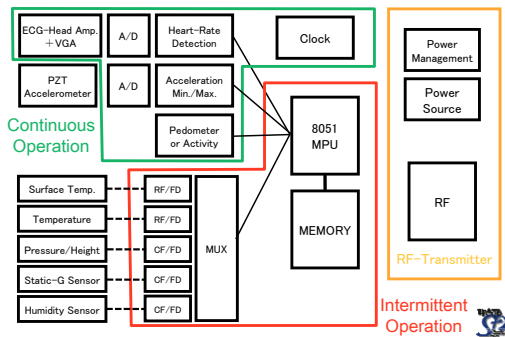 ECG-Head Amp.
+VGA
A/D
Heart-Rate
Detection
Clock
Power
Management
PZT
Accelerometer
A/D
Acceleration
Min./Max.
Power
Source
Continuous
Operation
Pedometer
or Activity
8051
MPU
Surface Temp.
RF/FD
Temperature
RF/FD
Pressure/Height
CF/FD
Static-G Sensor
CF/FD
Humidity Sensor
CF/FD
MUX
MEMORY
RF
RF-Transmitter
Intermittent
Operation